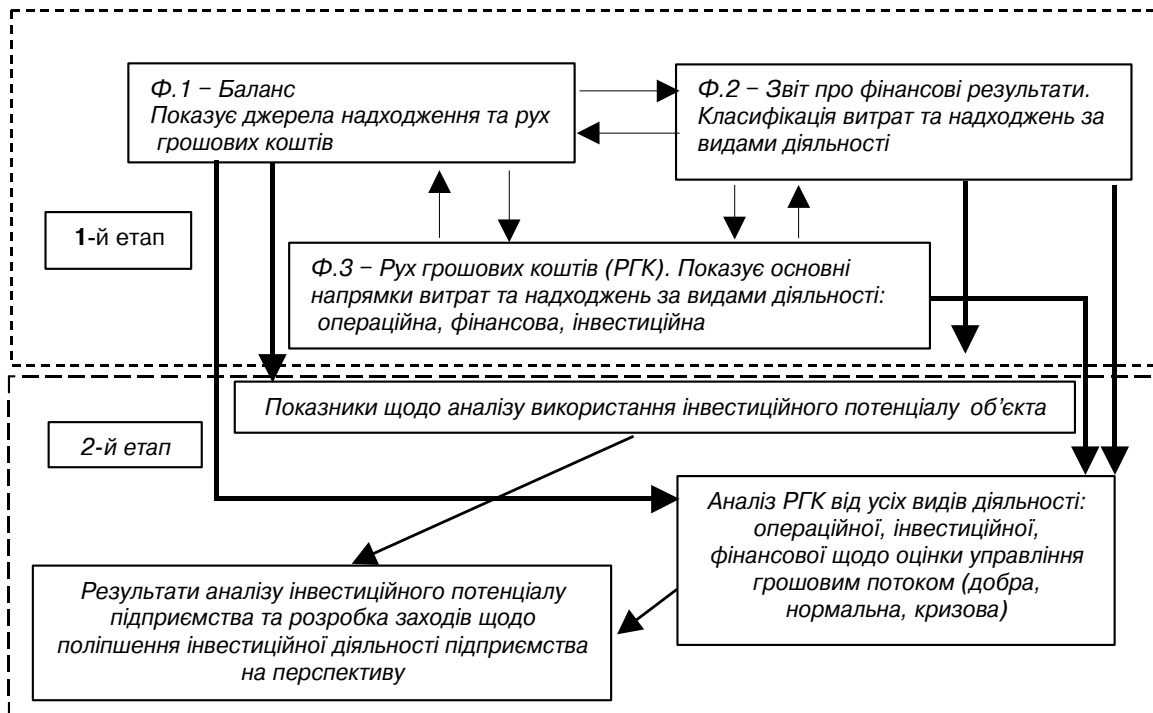 Ф.1 – Баланс
Показує джерела надходження та рух
грошових коштів
Ф.2 – Звіт про фінансові результати.
Класифікація витрат та надходжень за
видами діяльності
1-й етап
Ф.3 – Рух грошових коштів (РГК). Показує основні
напрямки витрат та надходжень за видами діяльності:
операційна, фінансова, інвестиційна
Показники щодо аналізу використання інвестиційного потенціалу об’єкта
2-й етап
Аналіз РГК від усіх видів діяльності:
операційної, інвестиційної,
фінансової щодо оцінки управління
грошовим потоком (добра,
нормальна, кризова)
Результати аналізу інвестиційного потенціалу
підприємства та розробка заходів щодо
поліпшення інвестиційної діяльності підприємства
на перспективу